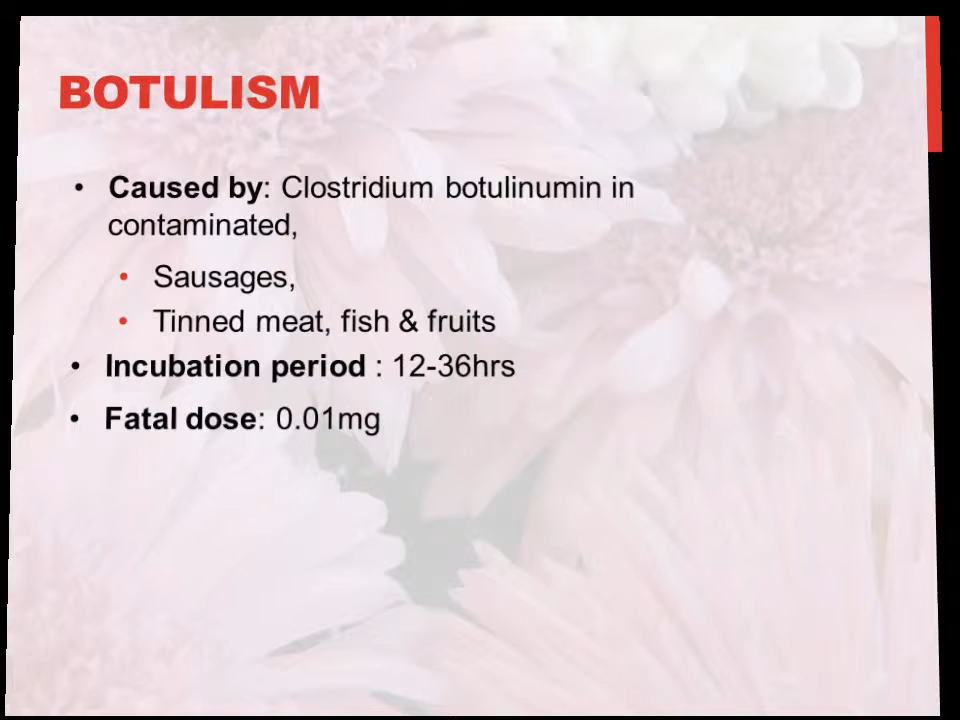 BOTULISM
• Caused by: Clostridium botulinumin in
contaminated,
• Sausages,
• Tinned meat, fish & fruits
• Incubation period : 12-36hrs
• Fatal dose: 0.01mg